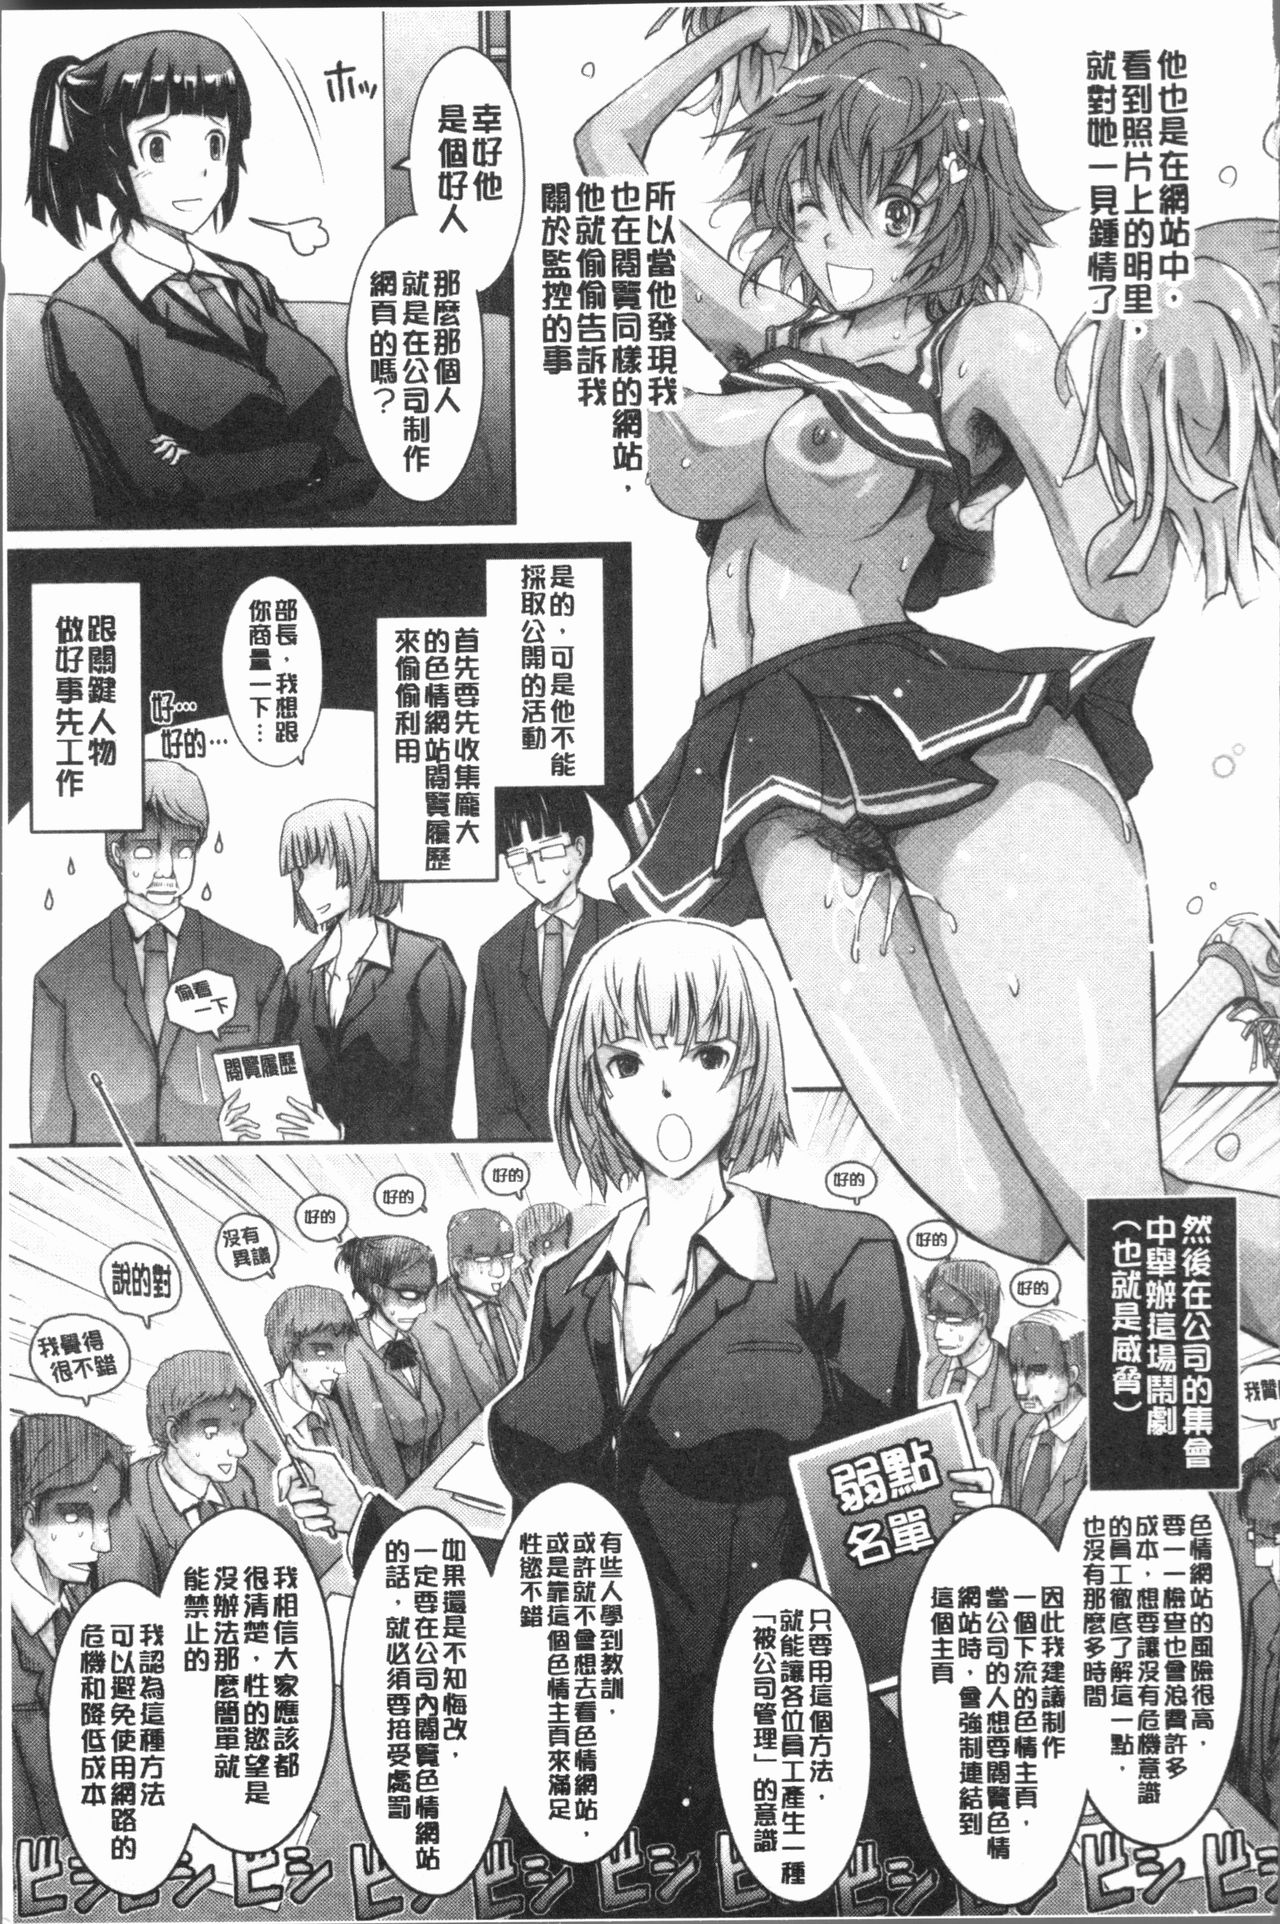 他也是在網站中，
看到照片上的明里，
就對她一見鍾情了
所以當他發現我
也在閱覽同樣的網站，
他就偷偷告訴我
關於監控的事
ホッ
幸好他
是個好人
那麼那個人
就是在公司制作
網頁的嗎？
是的，可是他不能
採取公開的活動
首先要先收集龐大
的色情網站閱覽履歷
來偷偷利用
部長，我想跟
你商量一下…
好…
好的…
跟關鍵人物
做好事先工作
偷看
一下
閱覽履歷
然後在公司的集會
中舉辦這場鬧劇
（也就是威脅）
好的
好的
好的
我贊
好的
好的
好的
沒有
異議
說的對
我覺得
很不錯
弱點
名單
色情網站的風險很高，
要一一檢查也會浪費許多
成本，想要讓沒有危機意識
的員工徹底了解這一點，
也沒有那麼多時間
因此我建議制作
一個下流的色情主頁，
當公司的人想要閱覽色情
網站時，會強制連結到
這個主頁
只要用這個方法，
就能讓各位員工產生一種
「被公司管理」的意識
有些人學到教訓，
或許就不會想去看色情網站，
或是靠這個色情主頁來滿足
性慾不錯
如果還是不知悔改，
一定要在公司內閱覽色情網站
的話，就必須要接受處罰
我相信大家應該都
很清楚，性的慾望是
沒辦法那麼簡單就
能禁止的
我認為這種方法
可以避免使用網路的
危機和降低成本
ビシビシビシビシビシビシビシビシ